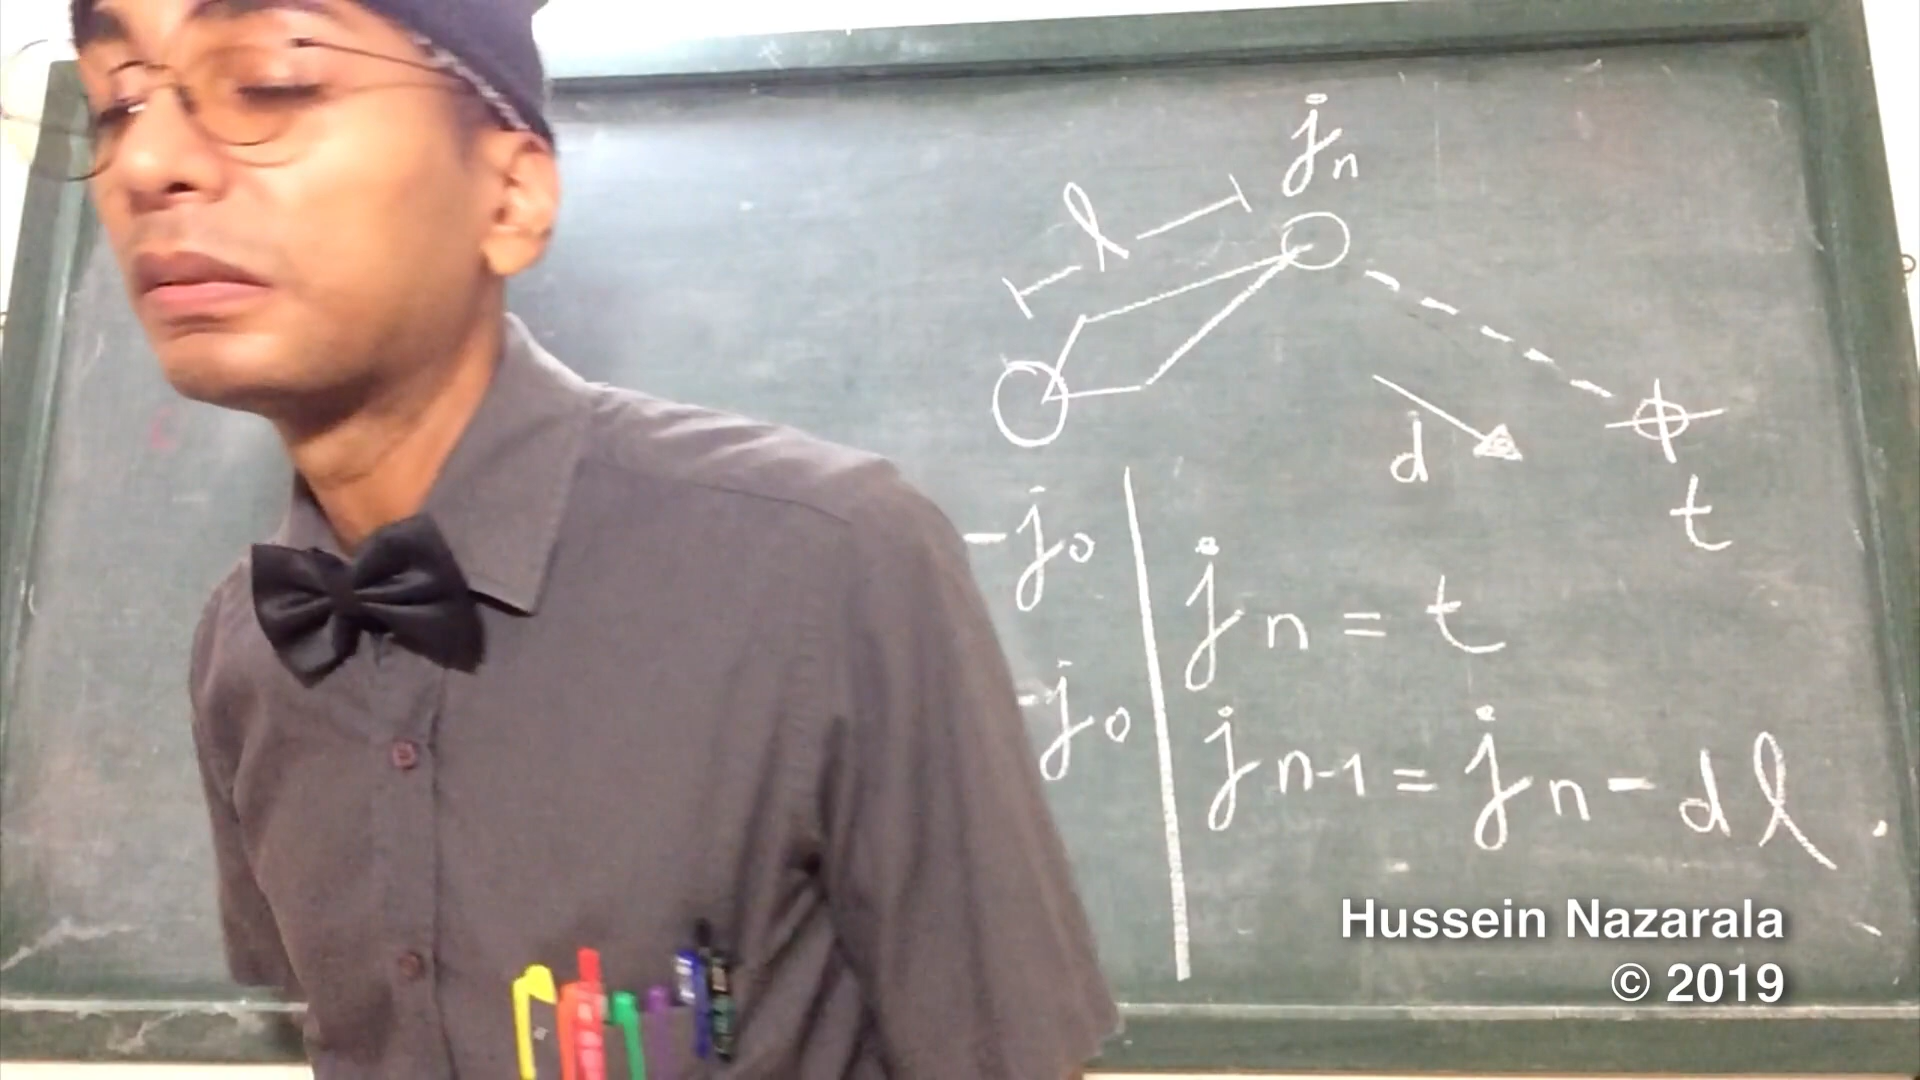 jn
l
d
t
-j0
jn = t
-j0
jn-1 = jn - dl.
Hussein Nazarala
© 2019